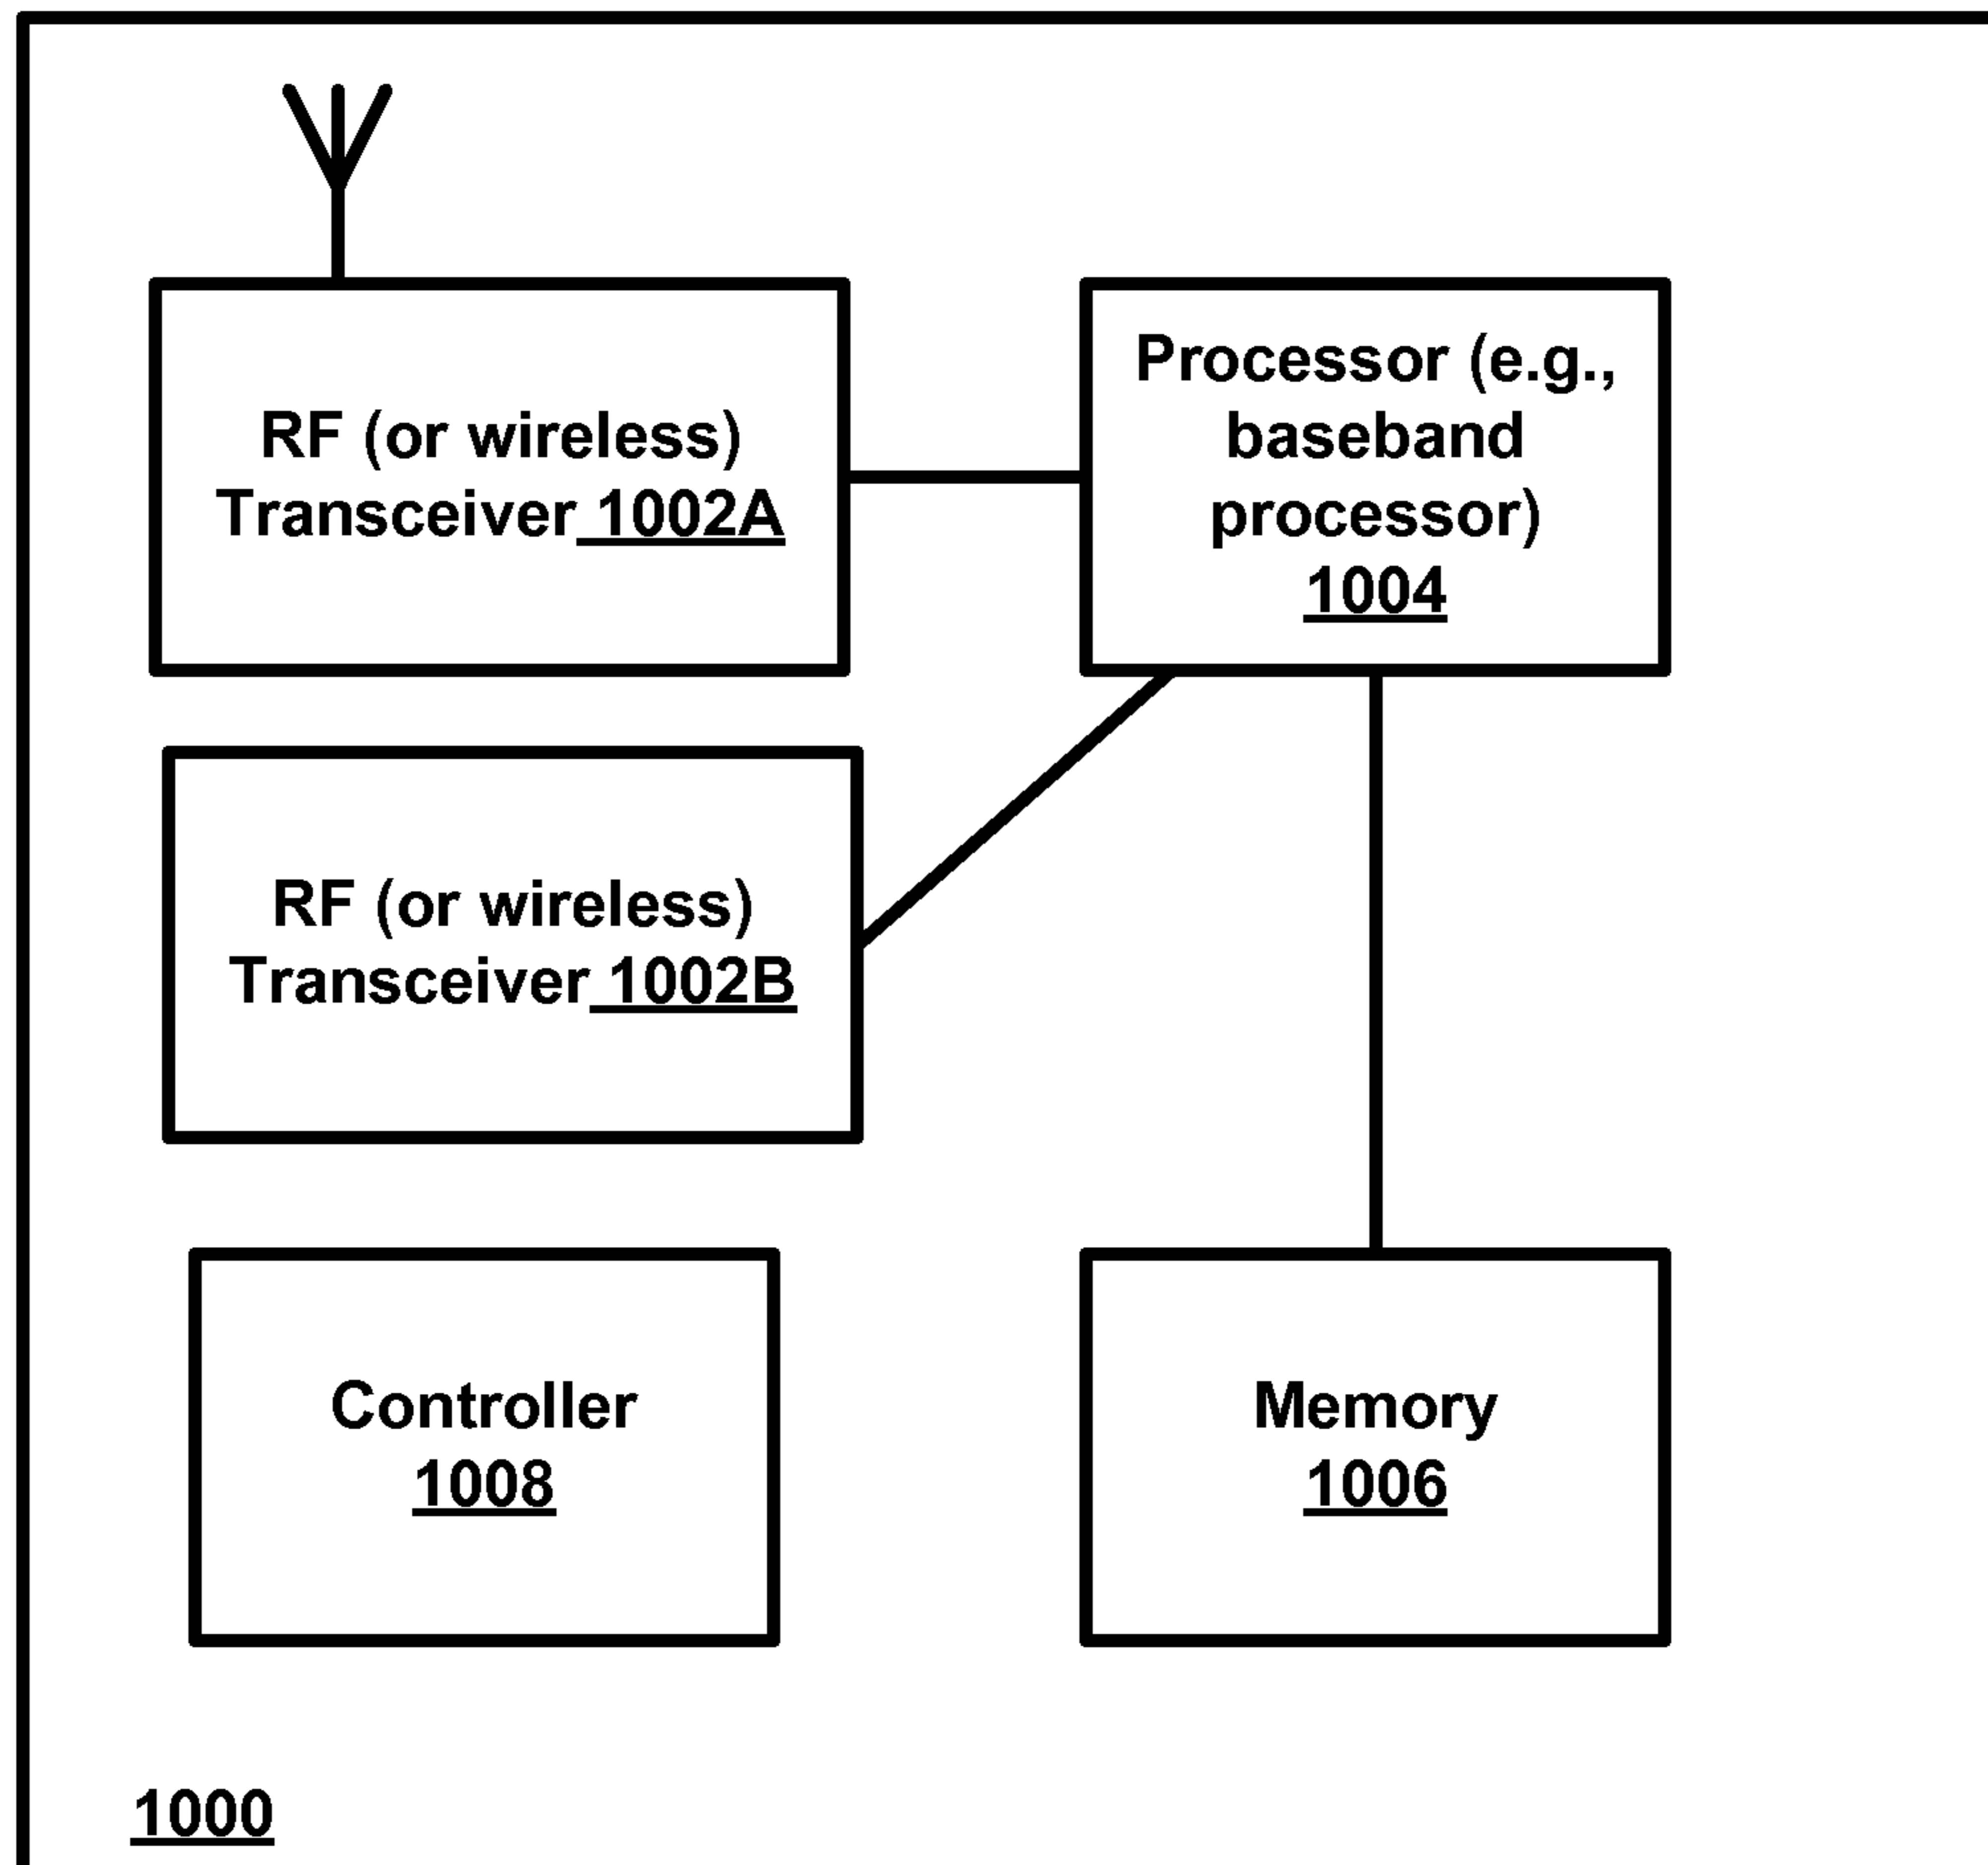 RF (or wireless)
Transceiver 1002A
Processor (e.g.,
baseband
processor)
1004
RF (or wireless)
Transceiver 1002B
Controller
1008
Memory
1006
1000